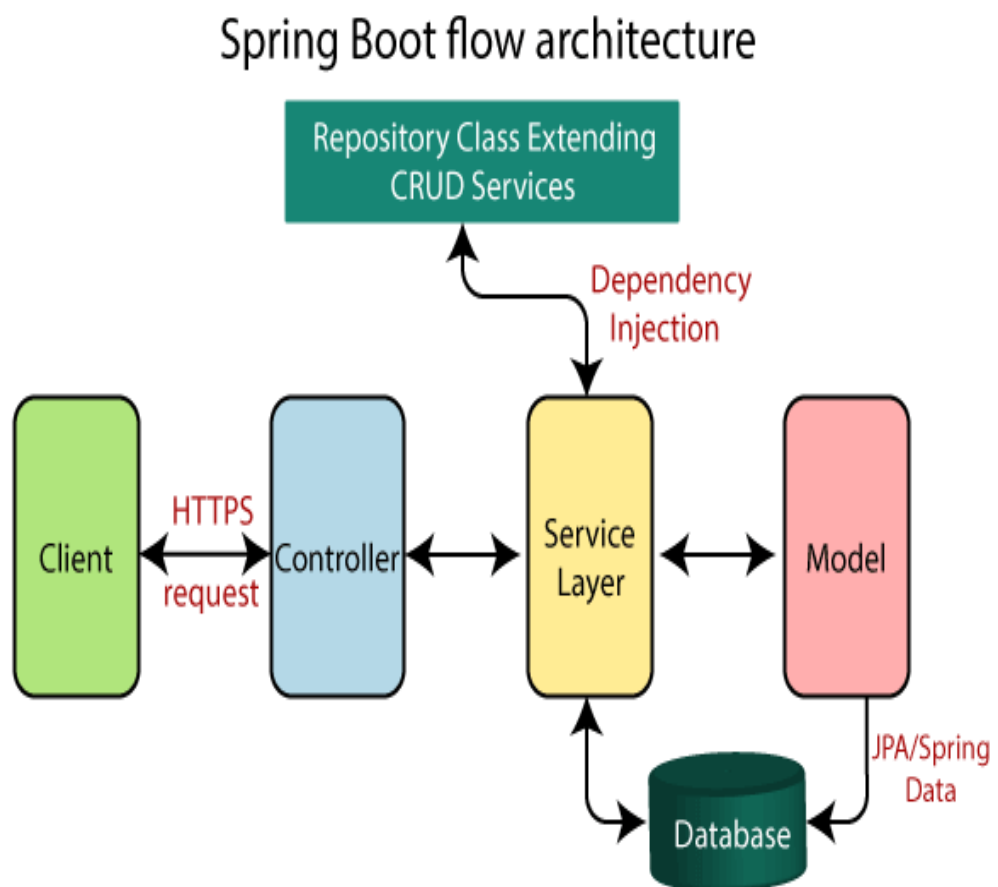 Spring Boot flow architecture
Repository Class Extending
CRUD Services
Dependency
Injection
Client
HTTPS
request
Controller
Service
Layer
Model
JPA/Spring
Data
Database